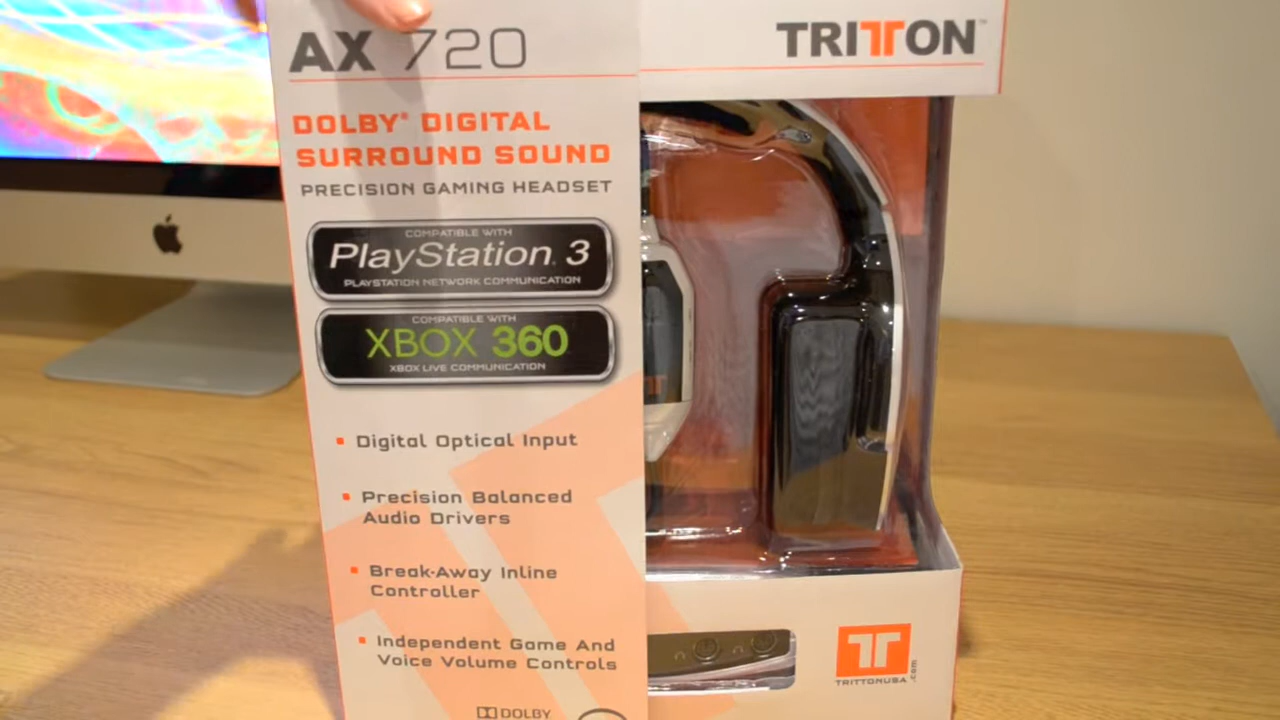 AX 720
TRITTON™
DOLBY® DIGITAL
SURROUND SOUND
PRECISION GAMING HEADSET
COMPATIBLE WITH
PlayStation. 3
PLAYSTATION NETWORK COMMUNICATION
COMPATIBLE WITH
XBOX 360
XBOX LIVE COMMUNICATION
Digital Optical Input
Precision Balanced
Audio Drivers
Break-Away Inline
Controller
Independent Game And
Voice Volume Controls
TRITTONUSA.com
DOLBY